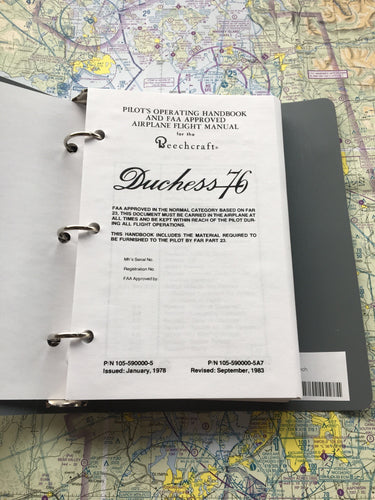 PILOT'S OPERATING HANDBOOK
AND FAA APPROVED
AIRPLANE FLIGHT MANUAL
for the
Beechcraft®
Duchess 76
FAA APPROVED IN THE NORMAL CATEGORY BASED ON FAR
23. THIS DOCUMENT MUST BE CARRIED IN THE AIRPLANE AT
ALL TIMES AND BE KEPT WITHIN REACH OF THE PILOT DUR-
ING ALL FLIGHT OPERATIONS.
THIS HANDBOOK INCLUDES THE MATERIAL REQUIRED TO
BE FURNISHED TO THE PILOT BY FAR PART 23.
Mfr's Serial No.
Registration No.
FAA Approved by
P/N 105-590000-5
P/N 105-590000-5A7
Issued: January, 1978
Revised: September, 1983